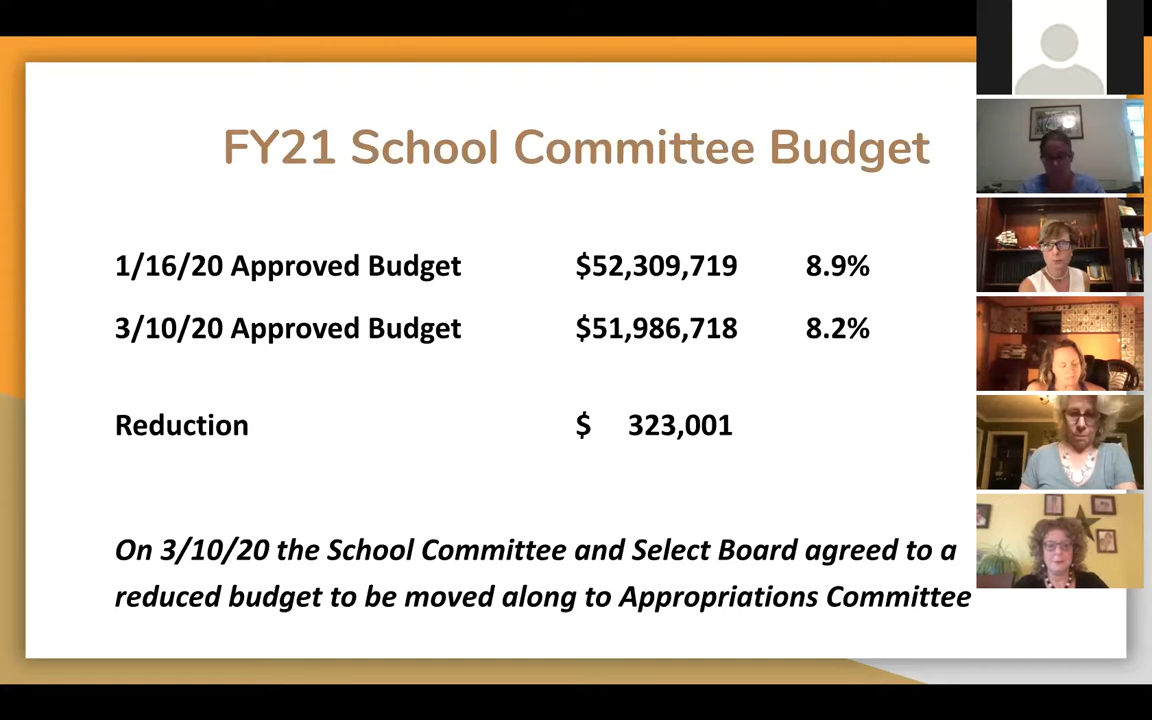 FY21 School Committee Budget
1/16/20 Approved Budget $52,309,719 8.9%
3/10/20 Approved Budget $51,986,718 8.2%
Reduction $ 323,001
On 3/10/20 the School Committee and Select Board agreed to a
reduced budget to be moved along to Appropriations Committee